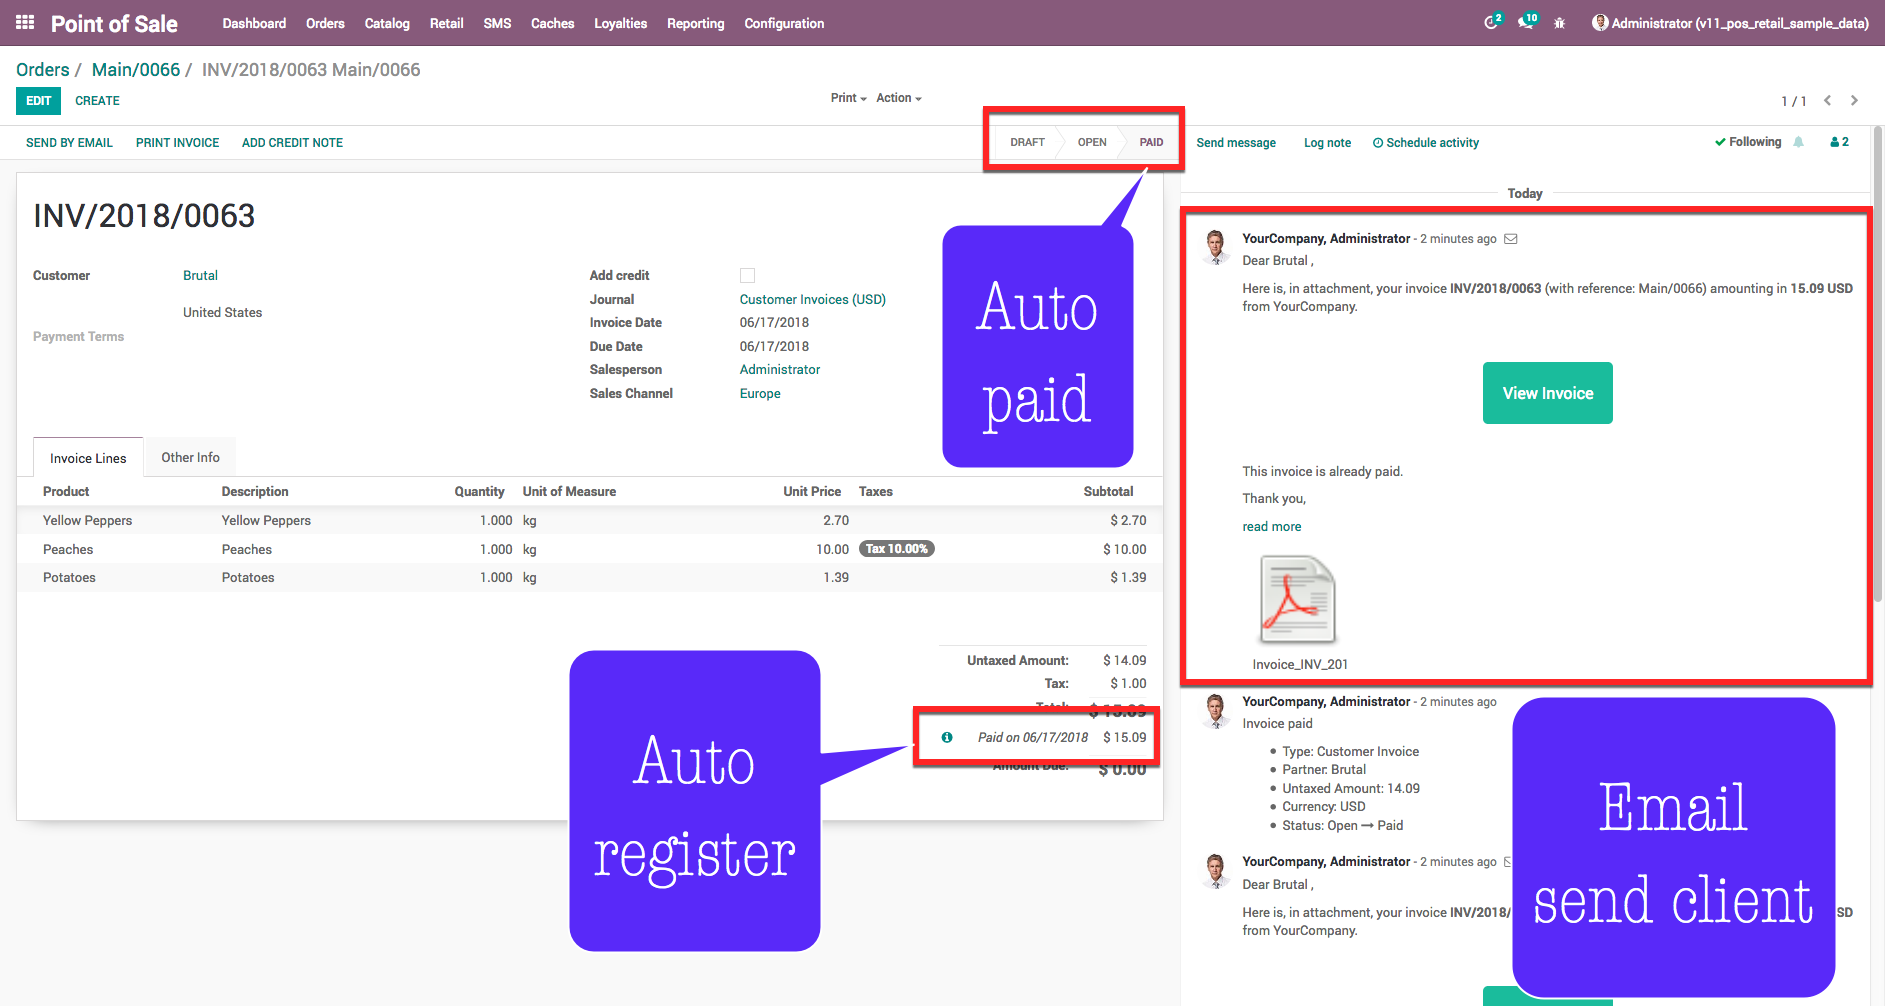 Point of Sale Dashboard Orders Catalog Retail SMS Caches Loyalties Reporting Configuration 2 10 Administrator (v11_pos_retail_sample_data)
Orders / Main/0066 / INV/2018/0063 Main/0066
EDIT CREATE Print Action 1 / 1
SEND BY EMAIL PRINT INVOICE ADD CREDIT NOTE DRAFT OPEN PAID Send message Log note Schedule activity Following 2
INV/2018/0063
Customer Brutal
United States
Payment Terms
Add credit
Journal Customer Invoices (USD)
Invoice Date 06/17/2018
Due Date 06/17/2018
Salesperson Administrator
Sales Channel Europe
Auto
paid
Invoice Lines Other Info
Product Description Quantity Unit of Measure Unit Price Taxes Subtotal
Yellow Peppers Yellow Peppers 1.000 kg 2.70 $ 2.70
Peaches Peaches 1.000 kg 10.00 Tax 10.00% $ 10.00
Potatoes Potatoes 1.000 kg 1.39 $ 1.39
Untaxed Amount: $ 14.09
Tax: $ 1.00
Total: $ 15.09
Paid on 06/17/2018 $ 15.09
Amount Due: $ 0.00
Auto
register
Today
YourCompany, Administrator - 2 minutes ago
Dear Brutal ,
Here is, in attachment, your invoice INV/2018/0063 (with reference: Main/0066) amounting in 15.09 USD
from YourCompany.
View Invoice
This invoice is already paid.
Thank you,
read more
Invoice_INV_201
YourCompany, Administrator - 2 minutes ago
Invoice paid
Type: Customer Invoice
Partner: Brutal
Untaxed Amount: 14.09
Currency: USD
Status: Open → Paid
YourCompany, Administrator - 2 minutes ago
Dear Brutal ,
Here is, in attachment, your invoice INV/2018/ SD
from YourCompany.
Email
send client